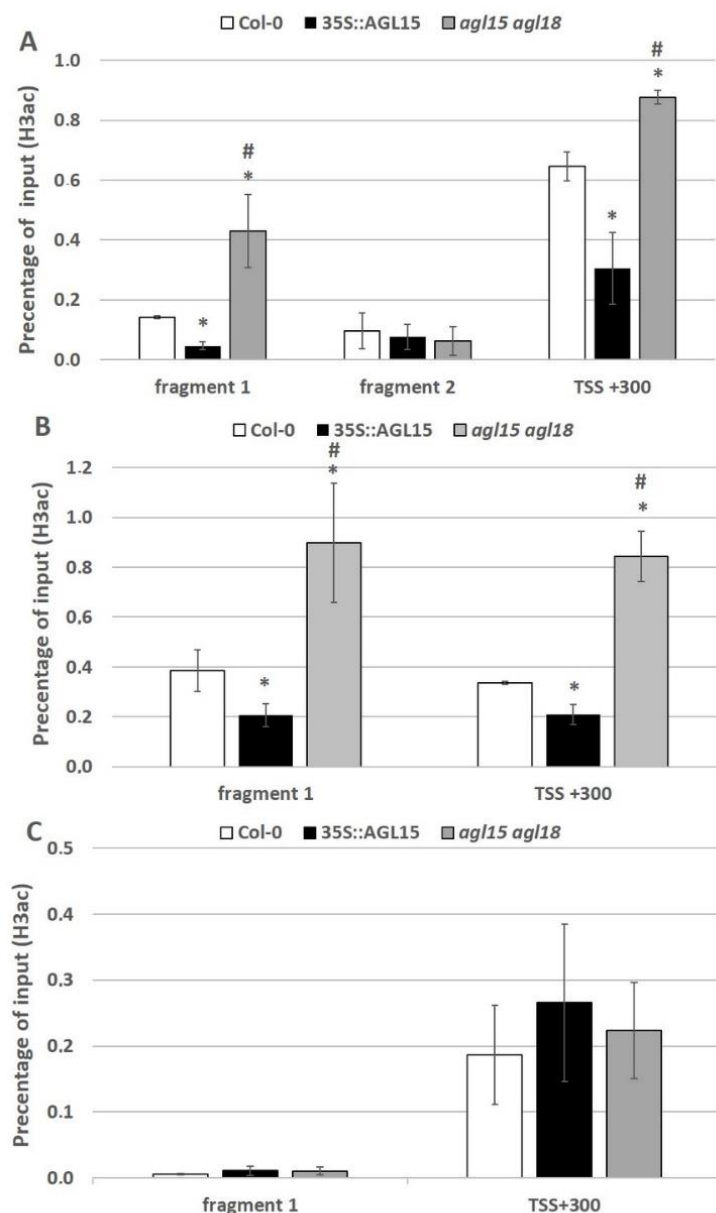 A
Col-0 35S::AGL15 agl15 agl18
Precentage of input (H3ac)
1.0
0.8
0.6
0.4
0.2
0.0
* # * * # *
fragment 1 fragment 2 TSS +300
B
Col-0 35S::AGL15 agl15 agl18
Precentage of input (H3ac)
1.2
1.0
0.8
0.6
0.4
0.2
0.0
* # * * # *
fragment 1 TSS +300
C
Col-0 35S::AGL15 agl15 agl18
Precentage of input (H3ac)
0.5
0.4
0.3
0.2
0.1
0.0
fragment 1 TSS+300